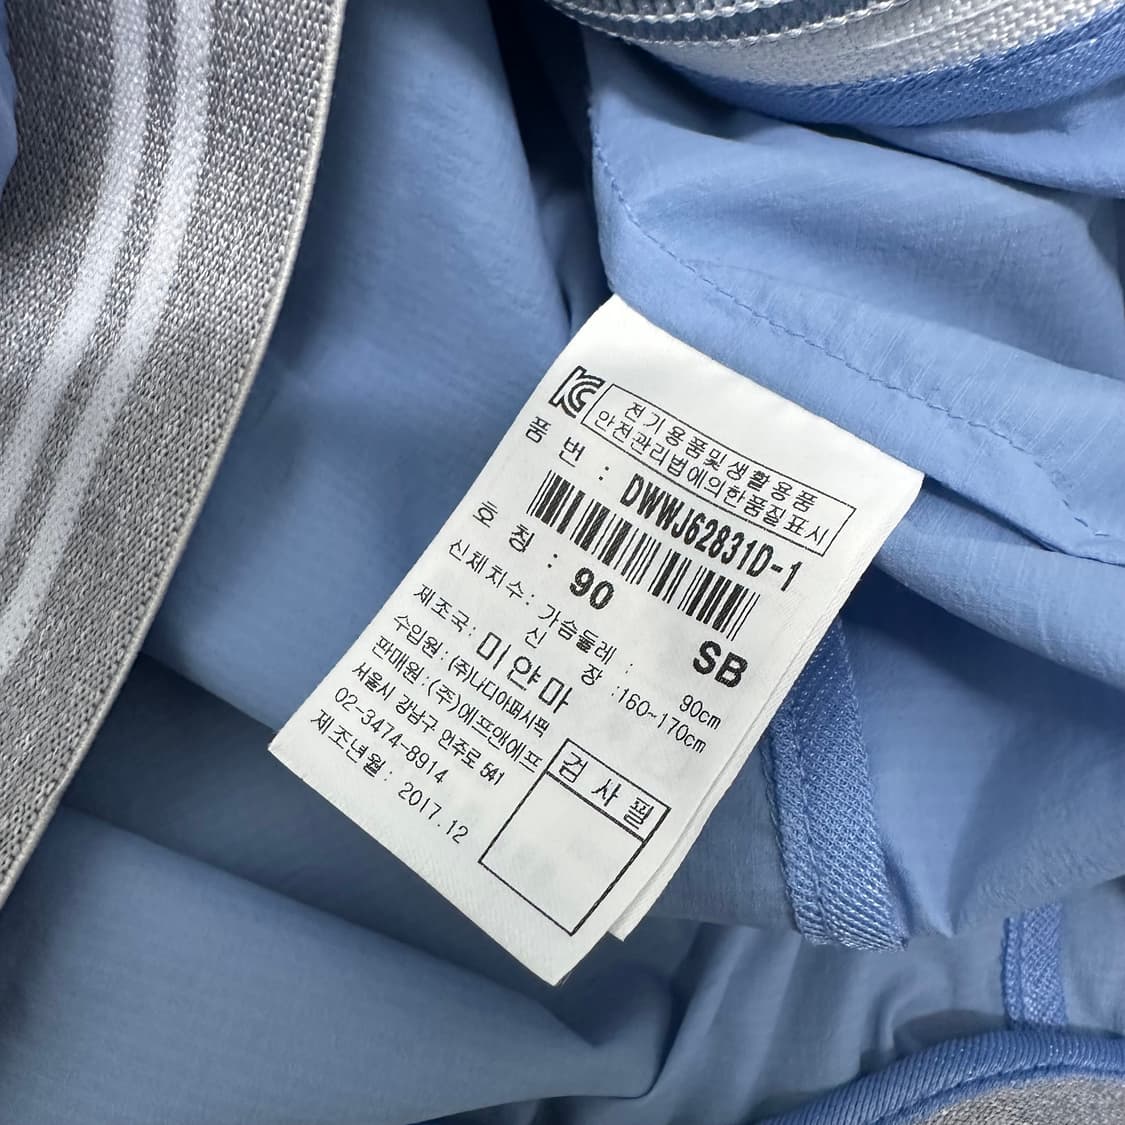 전기용품및생활용품
안전관리법에의한품질표시
품 번 : DWWJ62831D-1
호 칭 : 90 SB
신체치수: 가슴둘레 : 90cm
신 장 :160~170cm
제조국: 미얀마
수입원: (주)나디아퍼시픽
판매원: (주)에프앤에프
서울시 강남구 언주로 541
02-3474-8914
제조년월 : 2017.12
검사필